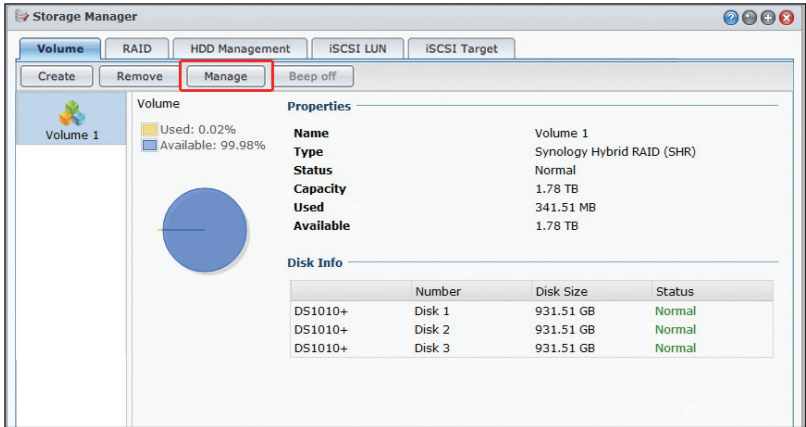 Storage Manager
Volume RAID HDD Management iSCSI LUN iSCSI Target
Create Remove Manage Beep off
Volume 1
Volume
Used: 0.02%
Available: 99.98%
Properties
Name Volume 1
Type Synology Hybrid RAID (SHR)
Status Normal
Capacity 1.78 TB
Used 341.51 MB
Available 1.78 TB
Disk Info
Number Disk Size Status
DS1010+ Disk 1 931.51 GB Normal
DS1010+ Disk 2 931.51 GB Normal
DS1010+ Disk 3 931.51 GB Normal